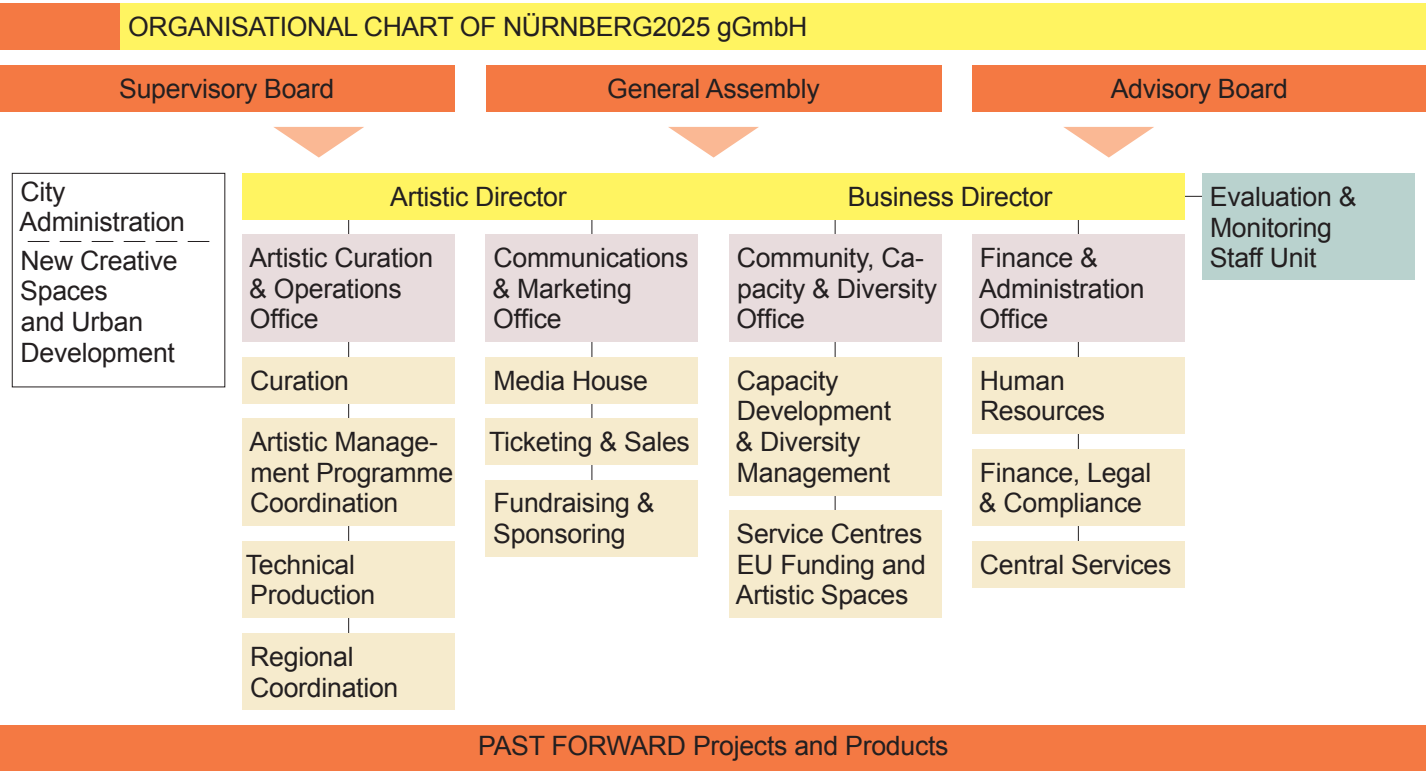 ORGANISATIONAL CHART OF NÜRNBERG2025 gGmbH
Supervisory Board
General Assembly
Advisory Board
City
Administration
New Creative
Spaces
and Urban
Development
Artistic Director
Business Director
Evaluation &
Monitoring
Staff Unit
Artistic Curation
& Operations
Office
Curation
Artistic Manage-
ment Programme
Coordination
Technical
Production
Regional
Coordination
Communications
& Marketing
Office
Media House
Ticketing & Sales
Fundraising &
Sponsoring
Community, Ca-
pacity & Diversity
Office
Capacity
Development
& Diversity
Management
Service Centres
EU Funding and
Artistic Spaces
Finance &
Administration
Office
Human
Resources
Finance, Legal
& Compliance
Central Services
PAST FORWARD Projects and Products